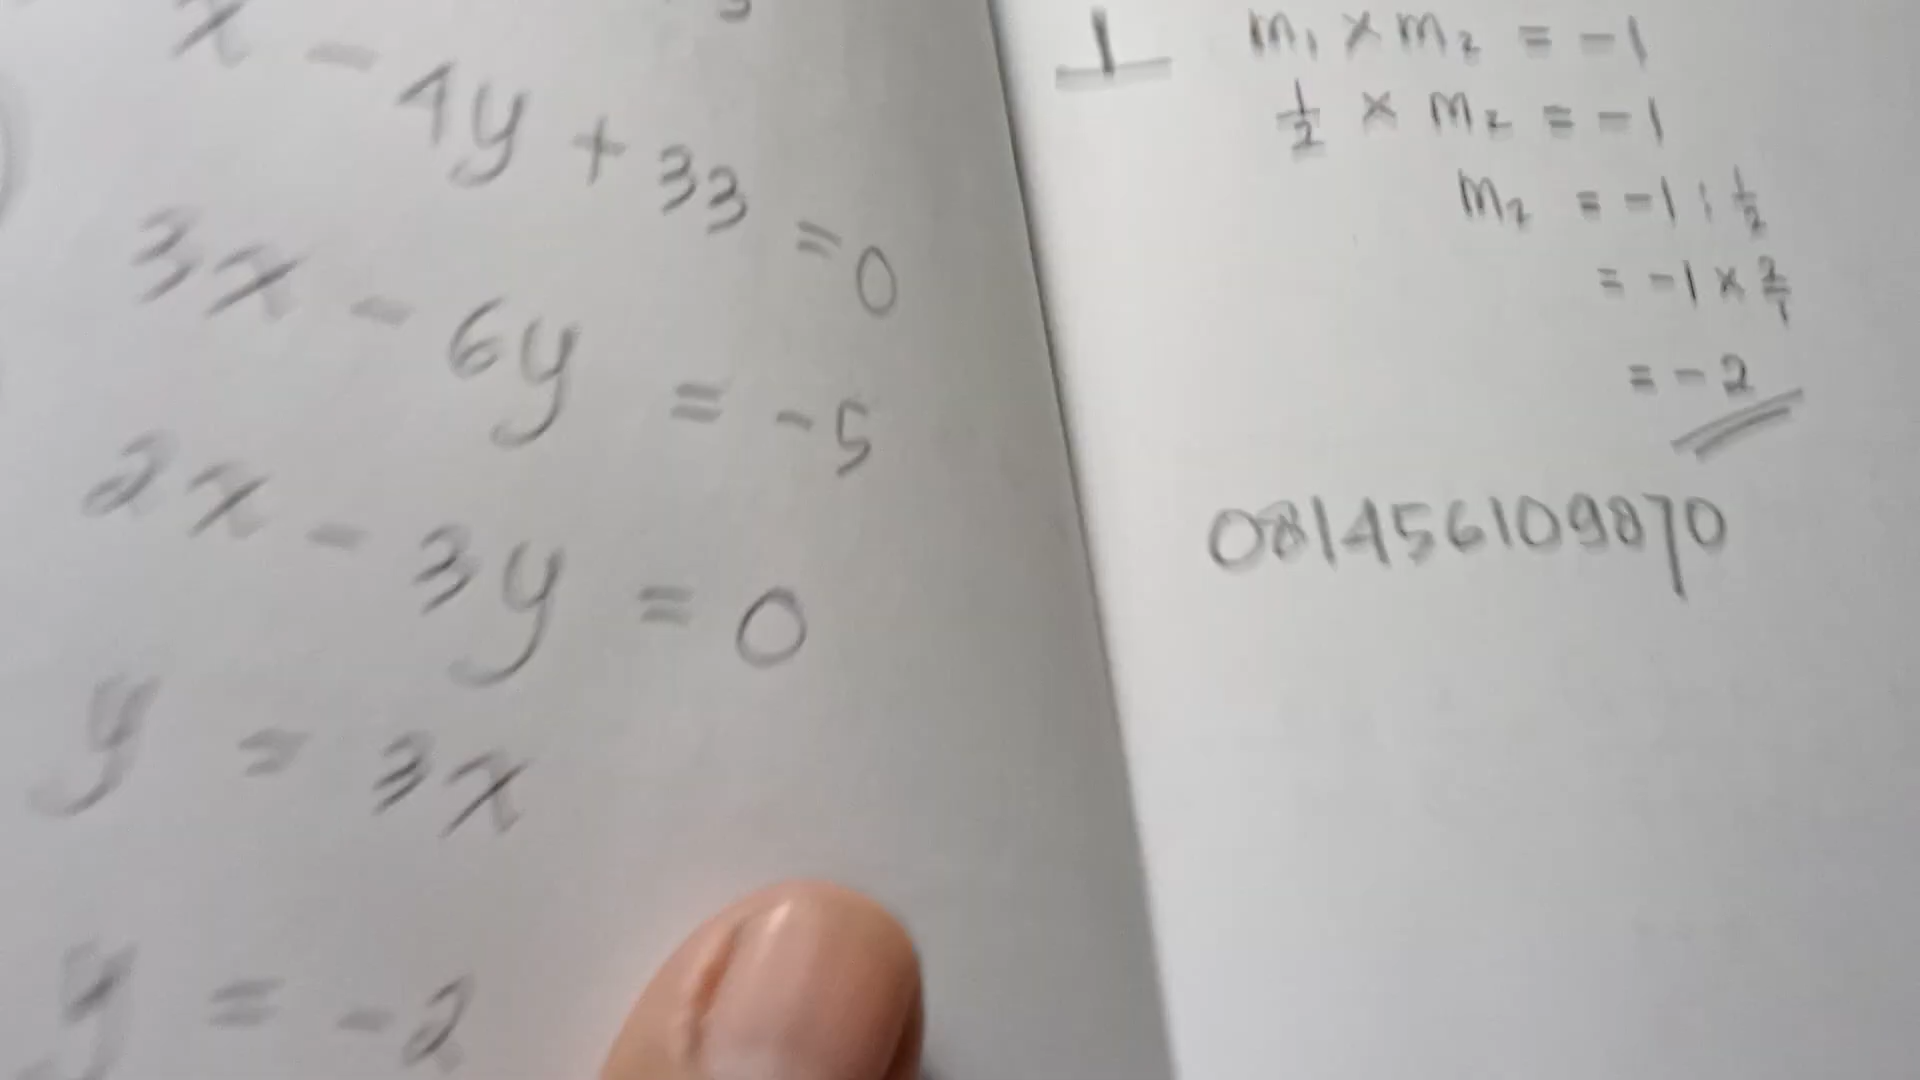 x - 4y + 33 = 0
3x - 6y = -5
2x - 3y = 0
y = 3x
y = -2
⊥ m₁ × m₂ = -1
½ × m₂ = -1
m₂ = -1 : ½
= -1 × 2/1
= -2
081456109870